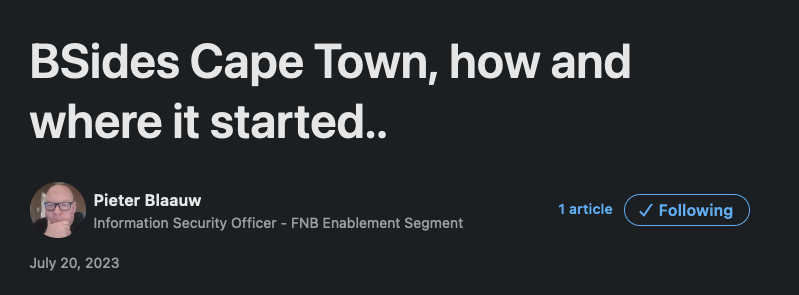 BSides Cape Town, how and
where it started..
Pieter Blaauw
Information Security Officer - FNB Enablement Segment
1 article
✓ Following
July 20, 2023